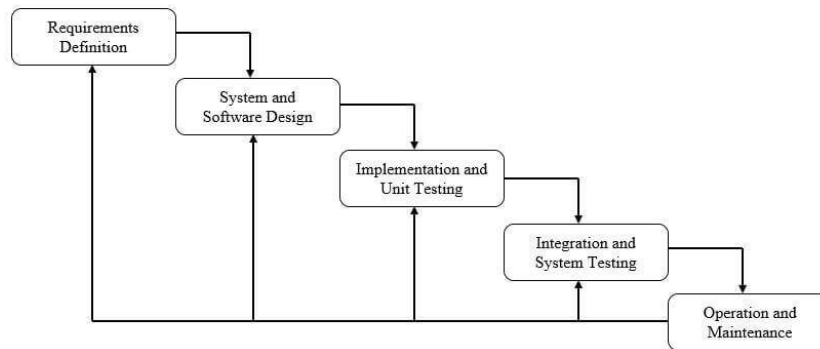 Requirements
Definition
System and
Software Design
Implementation and
Unit Testing
Integration and
System Testing
Operation and
Maintenance